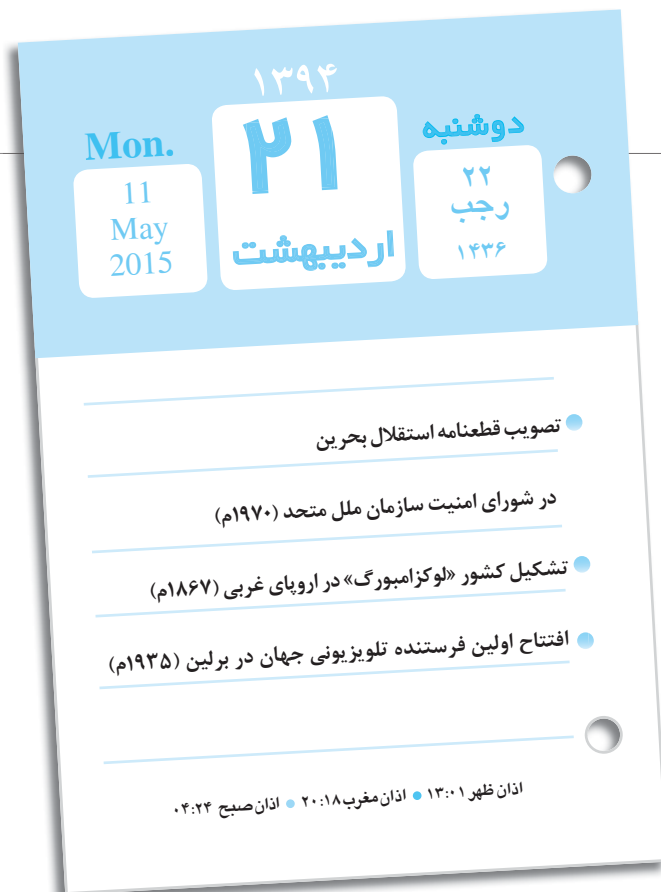 ۱۳۹۴
دوشنبه
۲۲
رجب
۱۴۳۶
۲۱
اردیبهشت
Mon.
11
May
2015
تصویب قطعنامه استقلال بحرین
در شورای امنیت سازمان ملل متحد (۱۹۷۰م)
تشکیل کشور «لوکزامبورگ» در اروپای غربی (۱۸۶۷م)
افتتاح اولین فرستنده تلویزیونی جهان در برلین (۱۹۳۵م)
اذان ظهر ۱۳:۰۱ ● اذان مغرب ۲۰:۱۸ ● اذان صبح ۰۴:۲۴